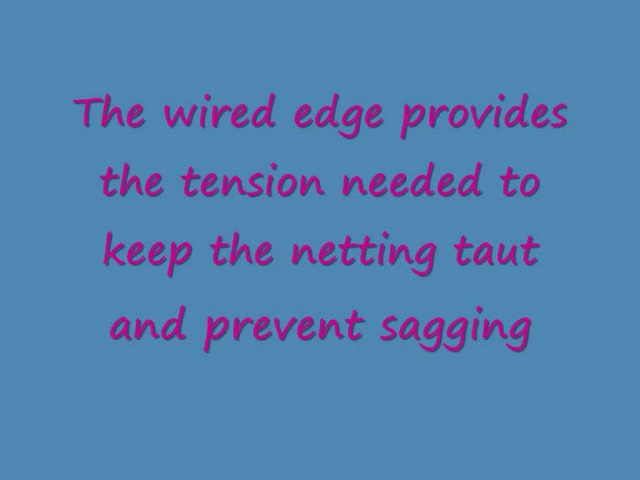 The wired edge provides
the tension needed to
keep the netting taut
and prevent sagging